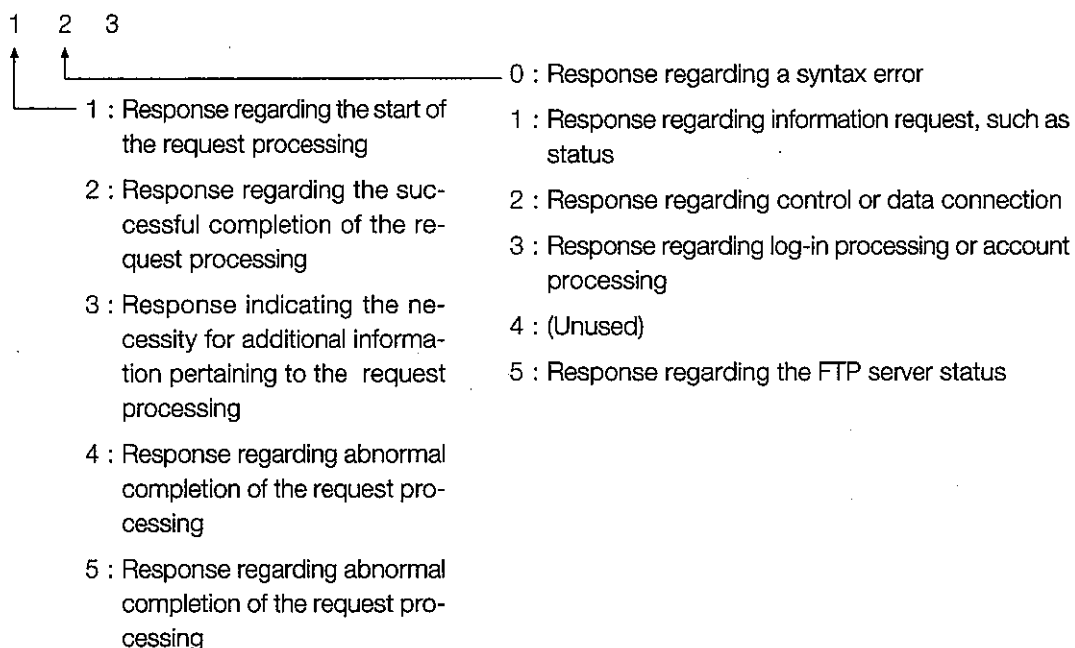 1 2 3
1 : Response regarding the start of
the request processing
2 : Response regarding the suc-
cessful completion of the re-
quest processing
3 : Response indicating the ne-
cessity for additional informa-
tion pertaining to the request
processing
4 : Response regarding abnormal
completion of the request pro-
cessing
5 : Response regarding abnormal
completion of the request pro-
cessing
0 : Response regarding a syntax error
1 : Response regarding information request, such as
status
2 : Response regarding control or data connection
3 : Response regarding log-in processing or account
processing
4 : (Unused)
5 : Response regarding the FTP server status